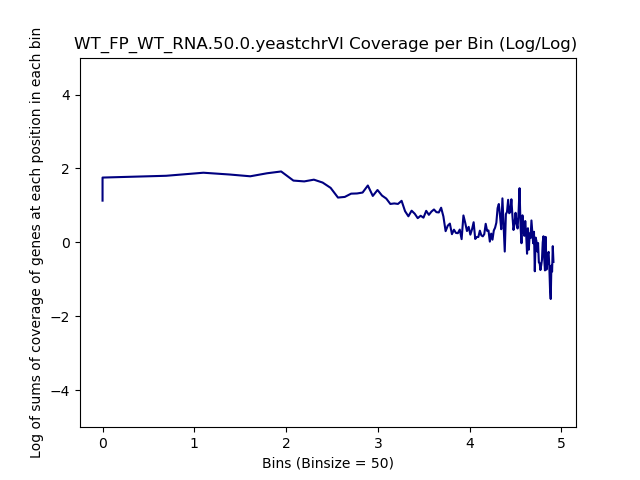 WT_FP_WT_RNA.50.0.yeastchrVI Coverage per Bin (Log/Log)
Log of sums of coverage of genes at each position in each bin
4
2
0
−2
−4
0 1 2 3 4 5
Bins (Binsize = 50)